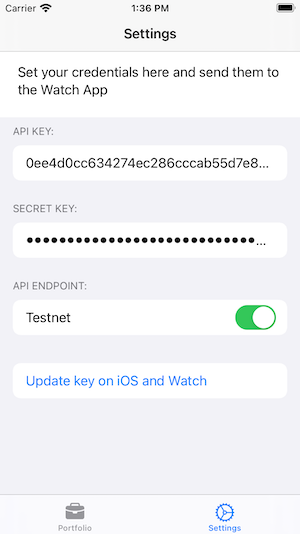 Carrier 1:36 PM
Settings
Set your credentials here and send them to
the Watch App
API KEY:
0ee4d0cc634274ec286cccab55d7e8...
SECRET KEY:
••••••••••••••••••••••••••••...
API ENDPOINT:
Testnet
Update key on iOS and Watch
Portfolio Settings